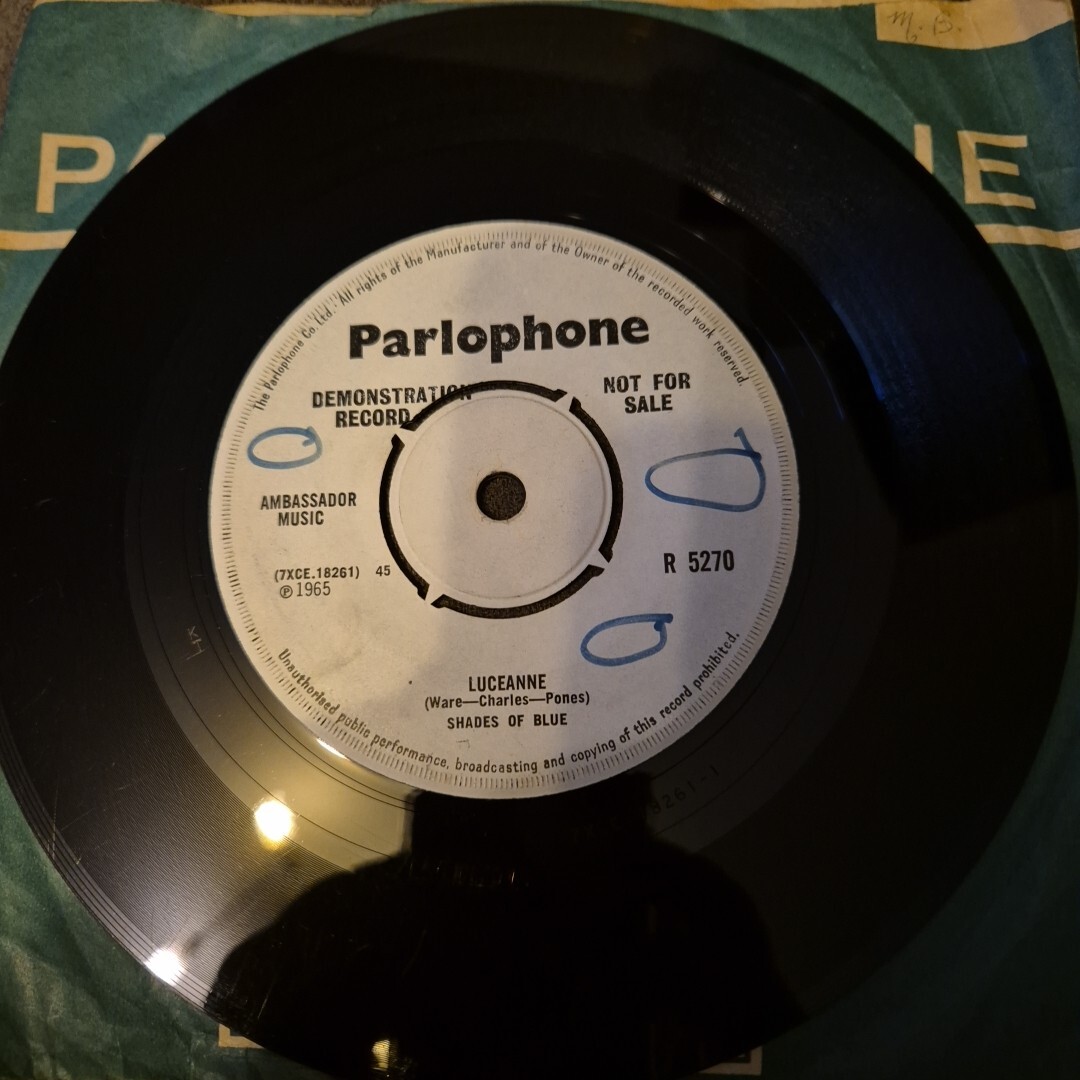 M. B.
The Parlophone Co. Ltd. All rights of the Manufacturer and of the Owner of the recorded work reserved.
Parlophone
DEMONSTRATION
RECORD
NOT FOR
SALE
AMBASSADOR
MUSIC
(7XCE.18261) 45
℗ 1965
R 5270
LUCEANNE
(Ware—Charles—Pones)
SHADES OF BLUE
Unauthorised public performance, broadcasting and copying of this record prohibited.